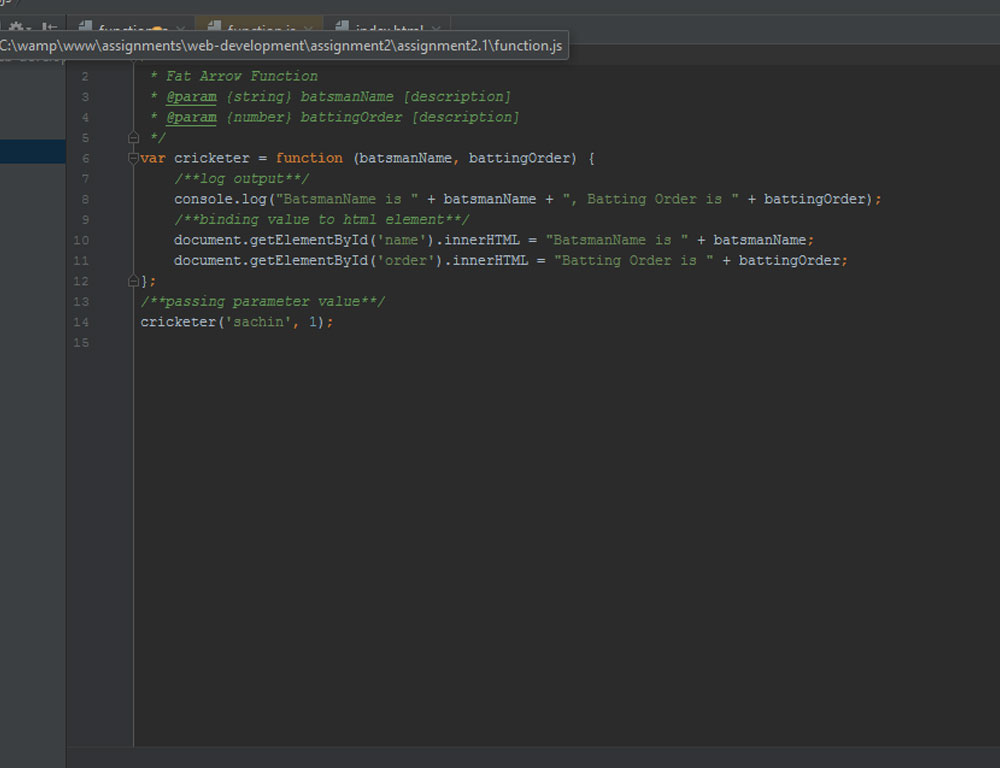 C:\wamp\www\assignments\web-development\assignment2\assignment2.1\function.js
2 * Fat Arrow Function
3 * @param {string} batsmanName [description]
4 * @param {number} battingOrder [description]
5 */
6 var cricketer = function (batsmanName, battingOrder) {
7 /**log output**/
8 console.log("BatsmanName is " + batsmanName + ", Batting Order is " + battingOrder);
9 /**binding value to html element**/
10 document.getElementById('name').innerHTML = "BatsmanName is " + batsmanName;
11 document.getElementById('order').innerHTML = "Batting Order is " + battingOrder;
12 };
13 /**passing parameter value**/
14 cricketer('sachin', 1);
15